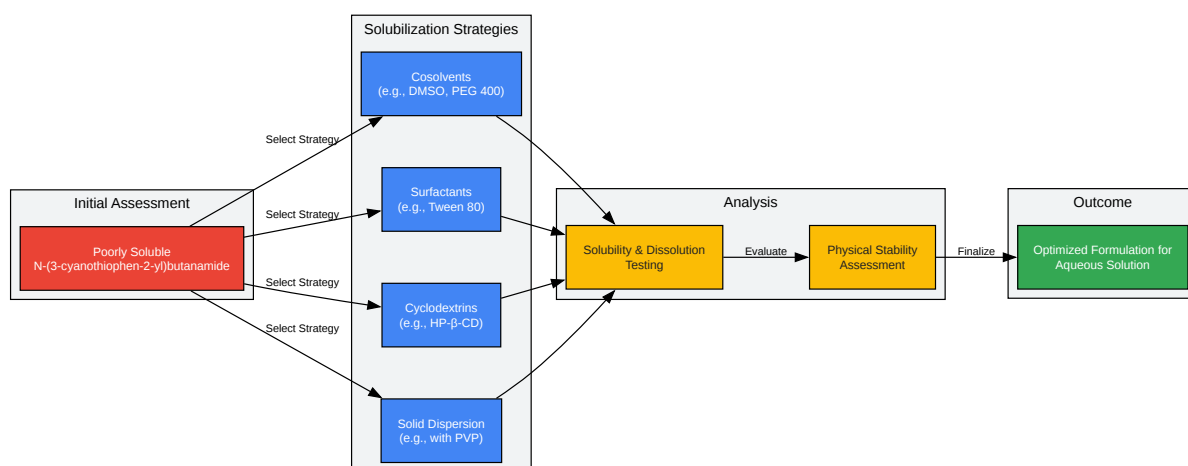 Solubilization Strategies
Cosolvents
(e.g., DMSO, PEG 400)
Select Strategy
Surfactants
(e.g., Tween 80)
Select Strategy
Initial Assessment
Poorly Soluble
N-(3-cyanothiophen-2-yl)butanamide
Select Strategy
Cyclodextrins
(e.g., HP-β-CD)
Select Strategy
Solid Dispersion
(e.g., with PVP)
Analysis
Solubility & Dissolution
Testing
Evaluate
Physical Stability
Assessment
Finalize
Outcome
Optimized Formulation for
Aqueous Solution